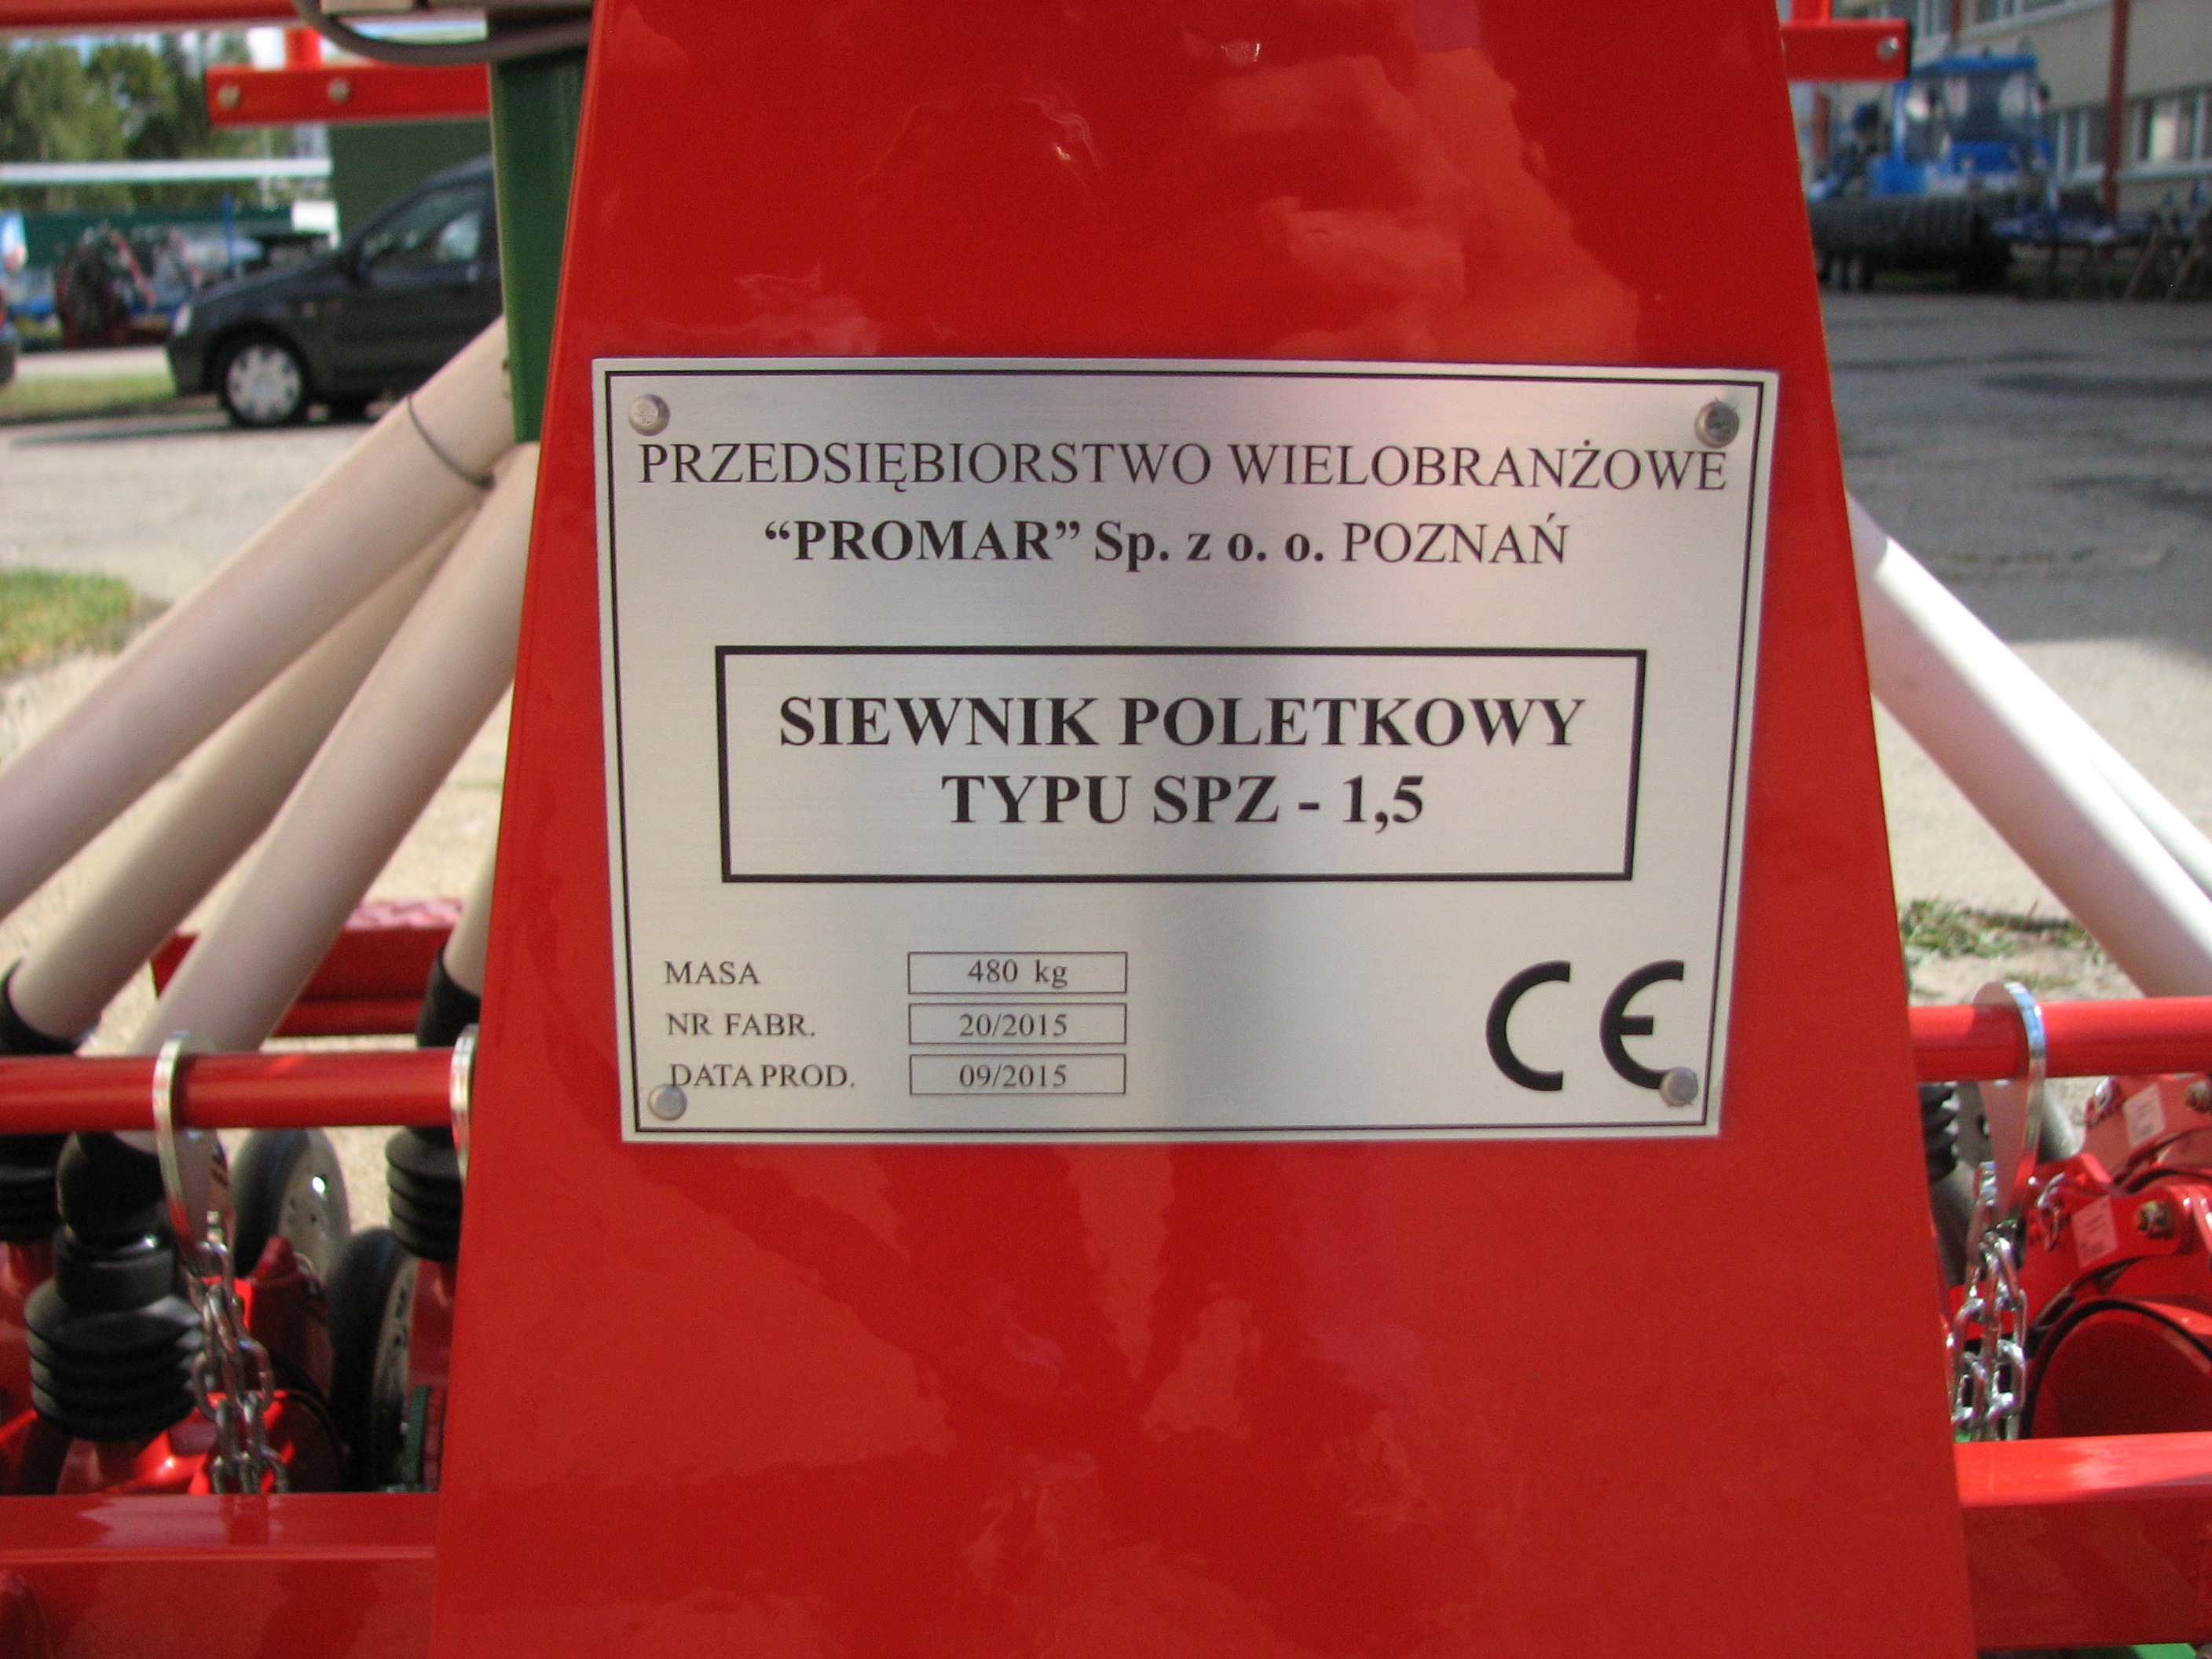 PRZEDSIĘBIORSTWO WIELOBRANŻOWE
“PROMAR” Sp. z o. o. POZNAŃ
SIEWNIK POLETKOWY
TYPU SPZ - 1,5
MASA 480 kg
NR FABR. 20/2015
DATA PROD. 09/2015
CE